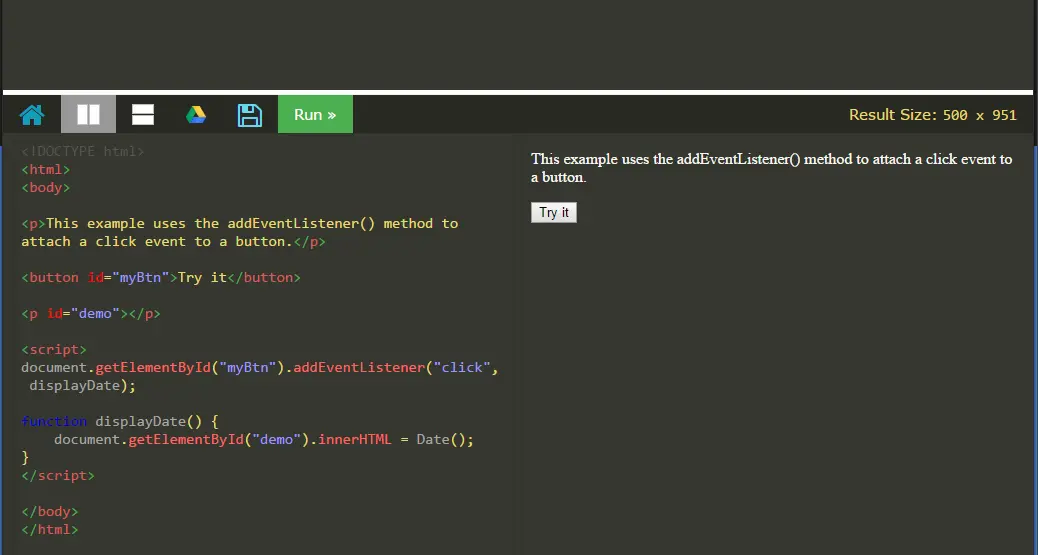 Run »
Result Size: 500 x 951
<!DOCTYPE html>
<html>
<body>
<p>This example uses the addEventListener() method to
attach a click event to a button.</p>
<button id="myBtn">Try it</button>
<p id="demo"></p>
<script>
document.getElementById("myBtn").addEventListener("click",
displayDate);
function displayDate() {
    document.getElementById("demo").innerHTML = Date();
}
</script>
</body>
</html>
This example uses the addEventListener() method to attach a click event to
a button.
Try it